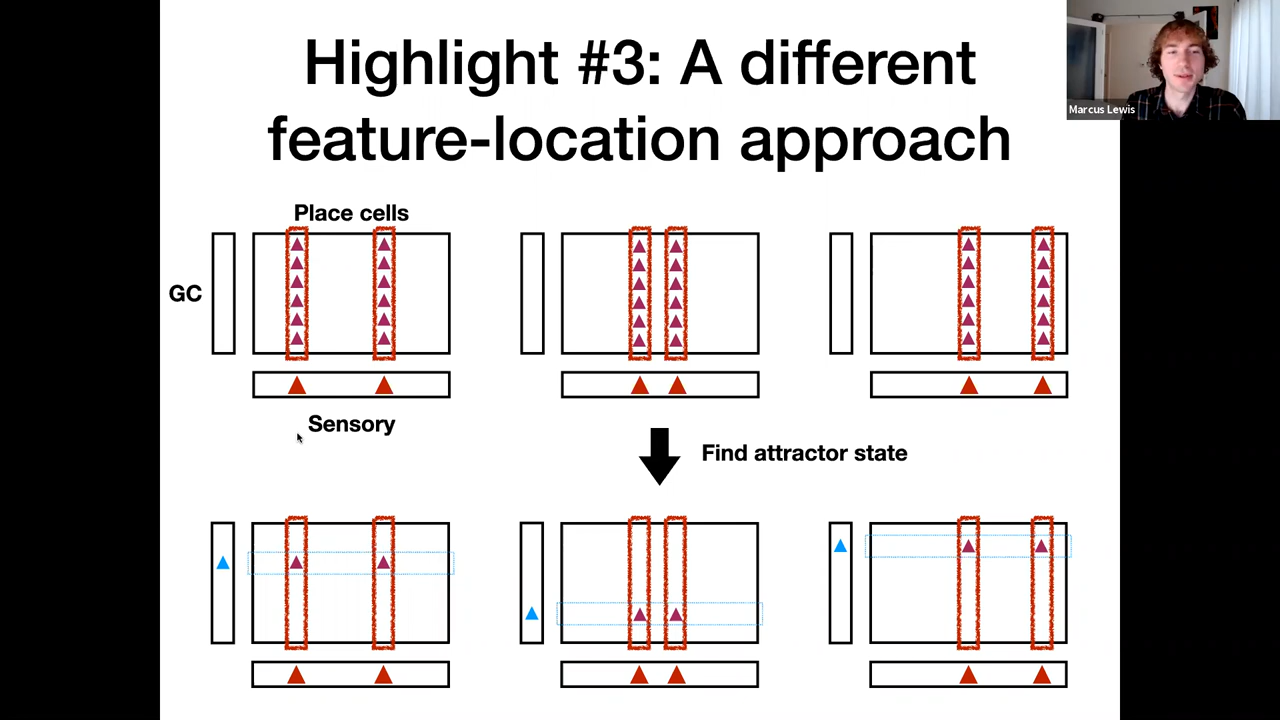 Highlight #3: A different
feature-location approach
Marcus Lewis
Place cells
GC
Sensory
Find attractor state